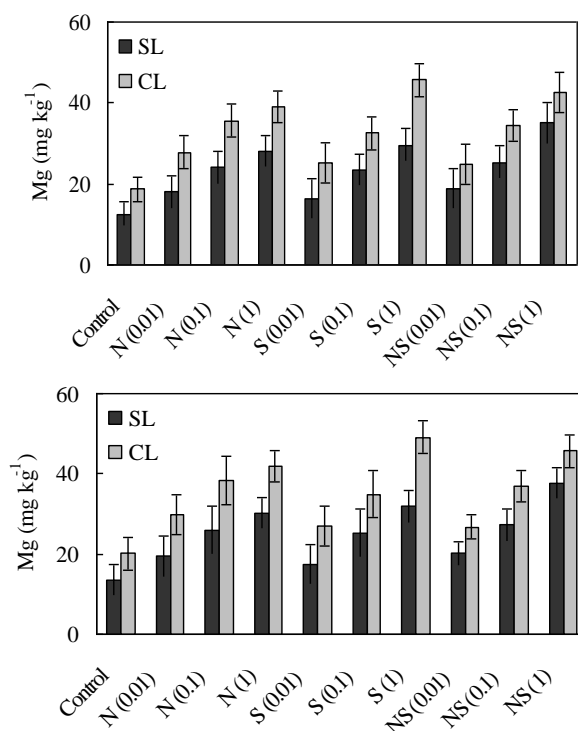 60
SL
CL
40
20
0
Mg (mg kg-1)
Control
N (0.01)
N (0.1)
N (1)
S (0.01)
S (0.1)
S (1)
NS (0.01)
NS (0.1)
NS (1)
60
SL
CL
40
20
0
Mg (mg kg-1)
Control
N (0.01)
N (0.1)
N (1)
S (0.01)
S (0.1)
S (1)
NS (0.01)
NS (0.1)
NS (1)